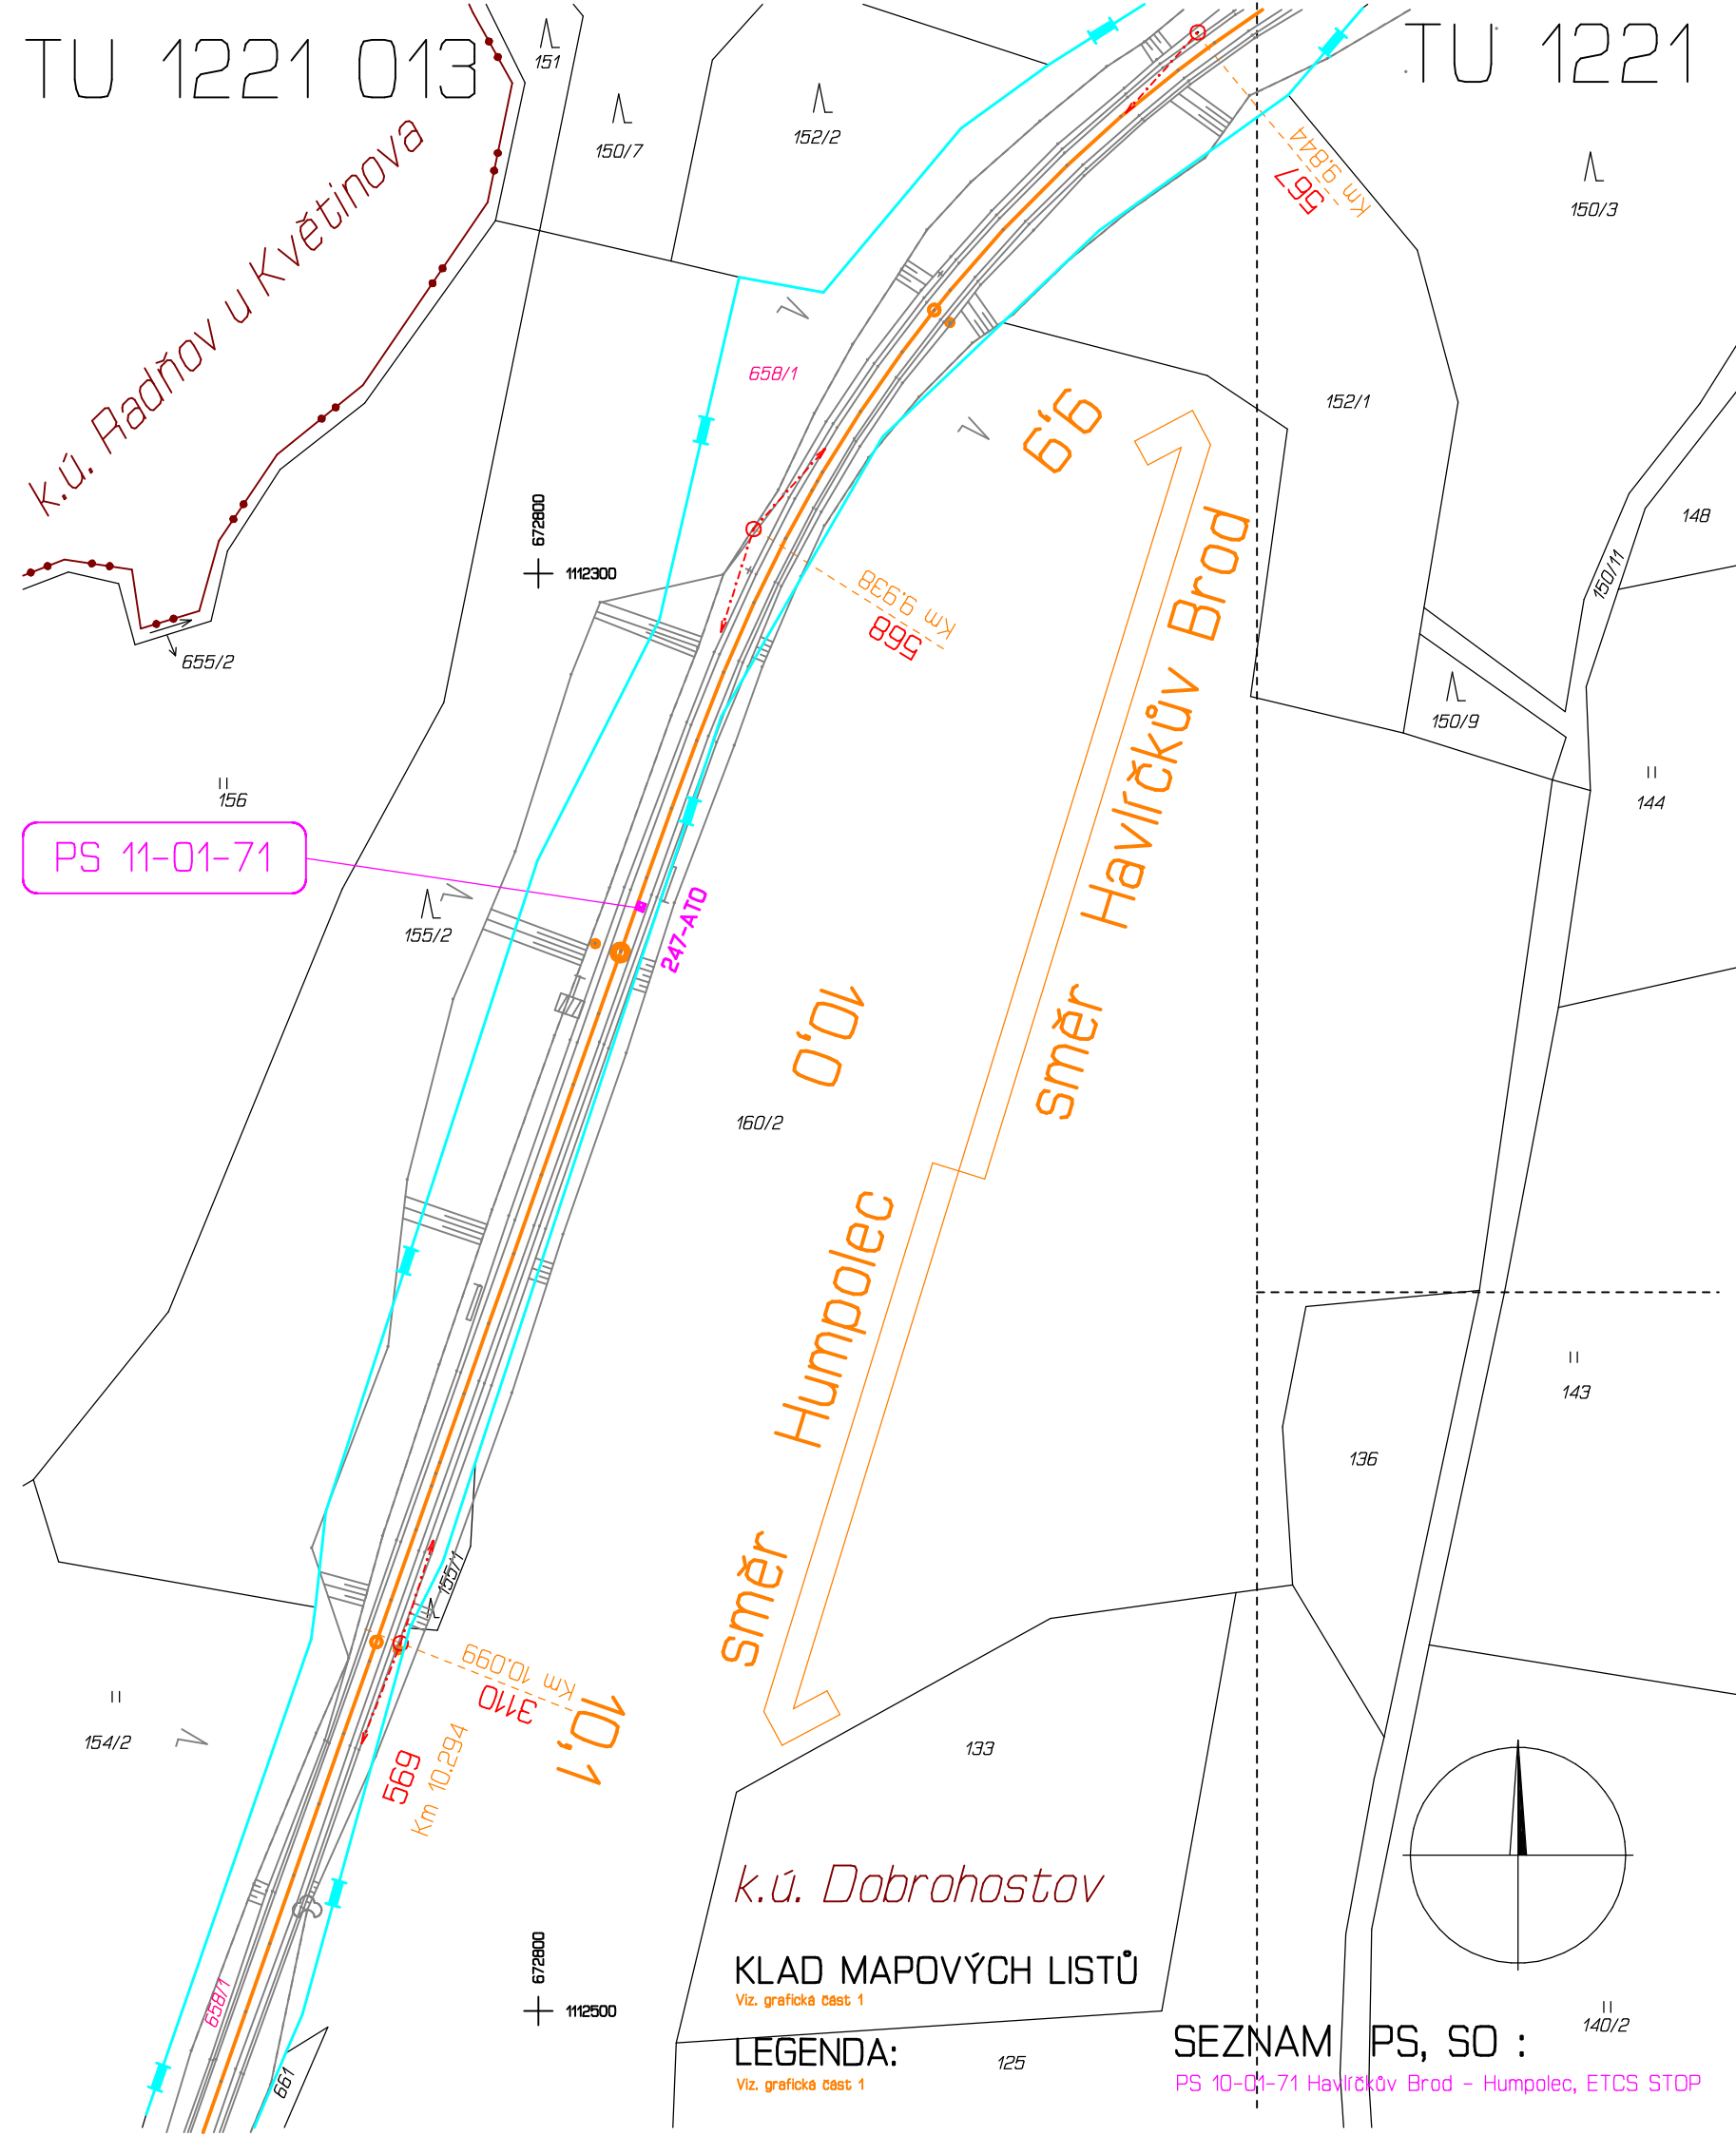 TU 1221 013
TU 1221
k.ú. Radňov u Květinova
151
150/7
152/2
Km 9.844
567
150/3
658/1
152/1
9,9
148
672800
1112300
150/11
Km 9.938
568
655/2
směr Havlíčkův Brod
150/9
156
144
PS 11-01-71
155/2
247-ATO
10,0
160/2
směr Humpolec
143
136
155/1
Km 10.099
3110
10,1
154/2
133
569
Km 10.294
k.ú. Dobrohostov
672800
1112500
658/1
KLAD MAPOVÝCH LISTŮ
Viz. grafická část 1
140/2
LEGENDA:
Viz. grafická část 1
125
661
SEZNAM PS, SO :
PS 10-01-71 Havlíčkův Brod - Humpolec, ETCS STOP